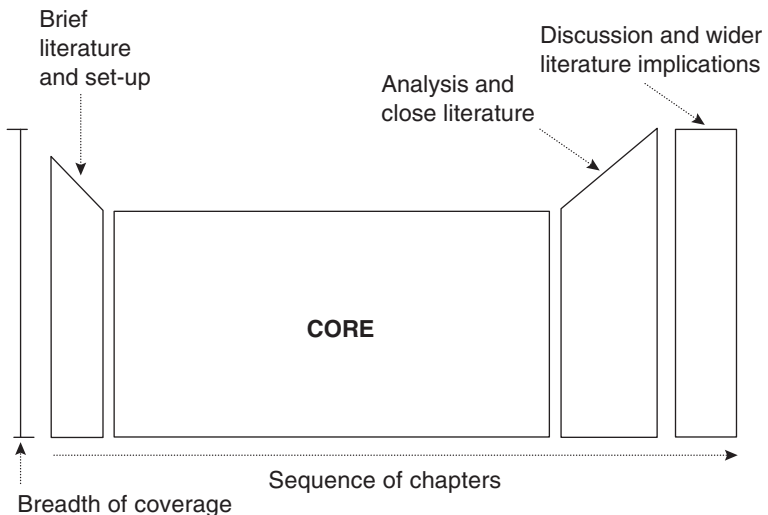 Brief
literature
and set-up
Discussion and wider
literature implications
Analysis and
close literature
CORE
Sequence of chapters
Breadth of coverage